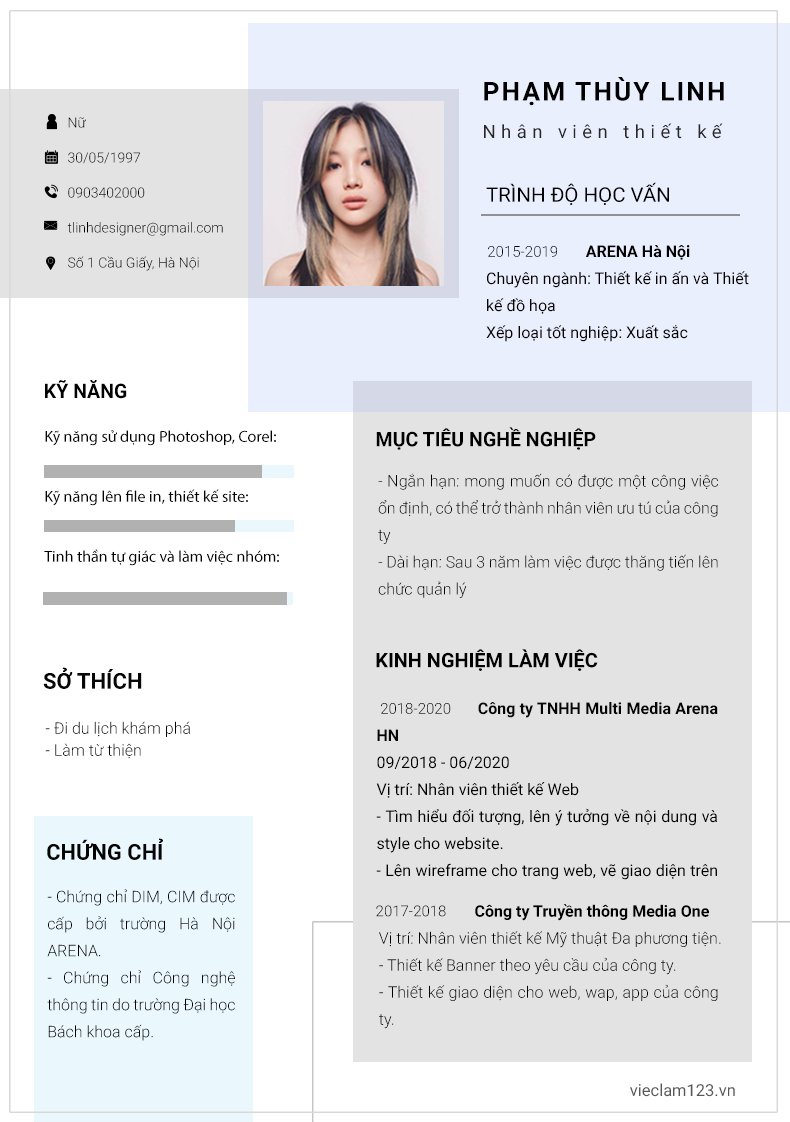 PHẠM THÙY LINH
Nhân viên thiết kế
Nữ
30/05/1997
0903402000
tlinhdesigner@gmail.com
Số 1 Cầu Giấy, Hà Nội
TRÌNH ĐỘ HỌC VẤN
2015-2019 ARENA Hà Nội
Chuyên ngành: Thiết kế in ấn và Thiết
kế đồ họa
Xếp loại tốt nghiệp: Xuất sắc
KỸ NĂNG
Kỹ năng sử dụng Photoshop, Corel:
Kỹ năng lên file in, thiết kế site:
Tinh thần tự giác và làm việc nhóm:
SỞ THÍCH
- Đi du lịch khám phá
- Làm từ thiện
CHỨNG CHỈ
- Chứng chỉ DIM, CIM được
cấp bởi trường Hà Nội
ARENA.
- Chứng chỉ Công nghệ
thông tin do trường Đại học
Bách khoa cấp.
MỤC TIÊU NGHỀ NGHIỆP
- Ngắn hạn: mong muốn có được một công việc
ổn định, có thể trở thành nhân viên ưu tú của công
ty
- Dài hạn: Sau 3 năm làm việc được thăng tiến lên
chức quản lý
KINH NGHIỆM LÀM VIỆC
2018-2020 Công ty TNHH Multi Media Arena
HN
09/2018 - 06/2020
Vị trí: Nhân viên thiết kế Web
- Tìm hiểu đối tượng, lên ý tưởng về nội dung và
style cho website.
- Lên wireframe cho trang web, vẽ giao diện trên
2017-2018 Công ty Truyền thông Media One
Vị trí: Nhân viên thiết kế Mỹ thuật Đa phương tiện.
- Thiết kế Banner theo yêu cầu của công ty.
- Thiết kế giao diện cho web, wap, app của công
ty.
vieclam123.vn